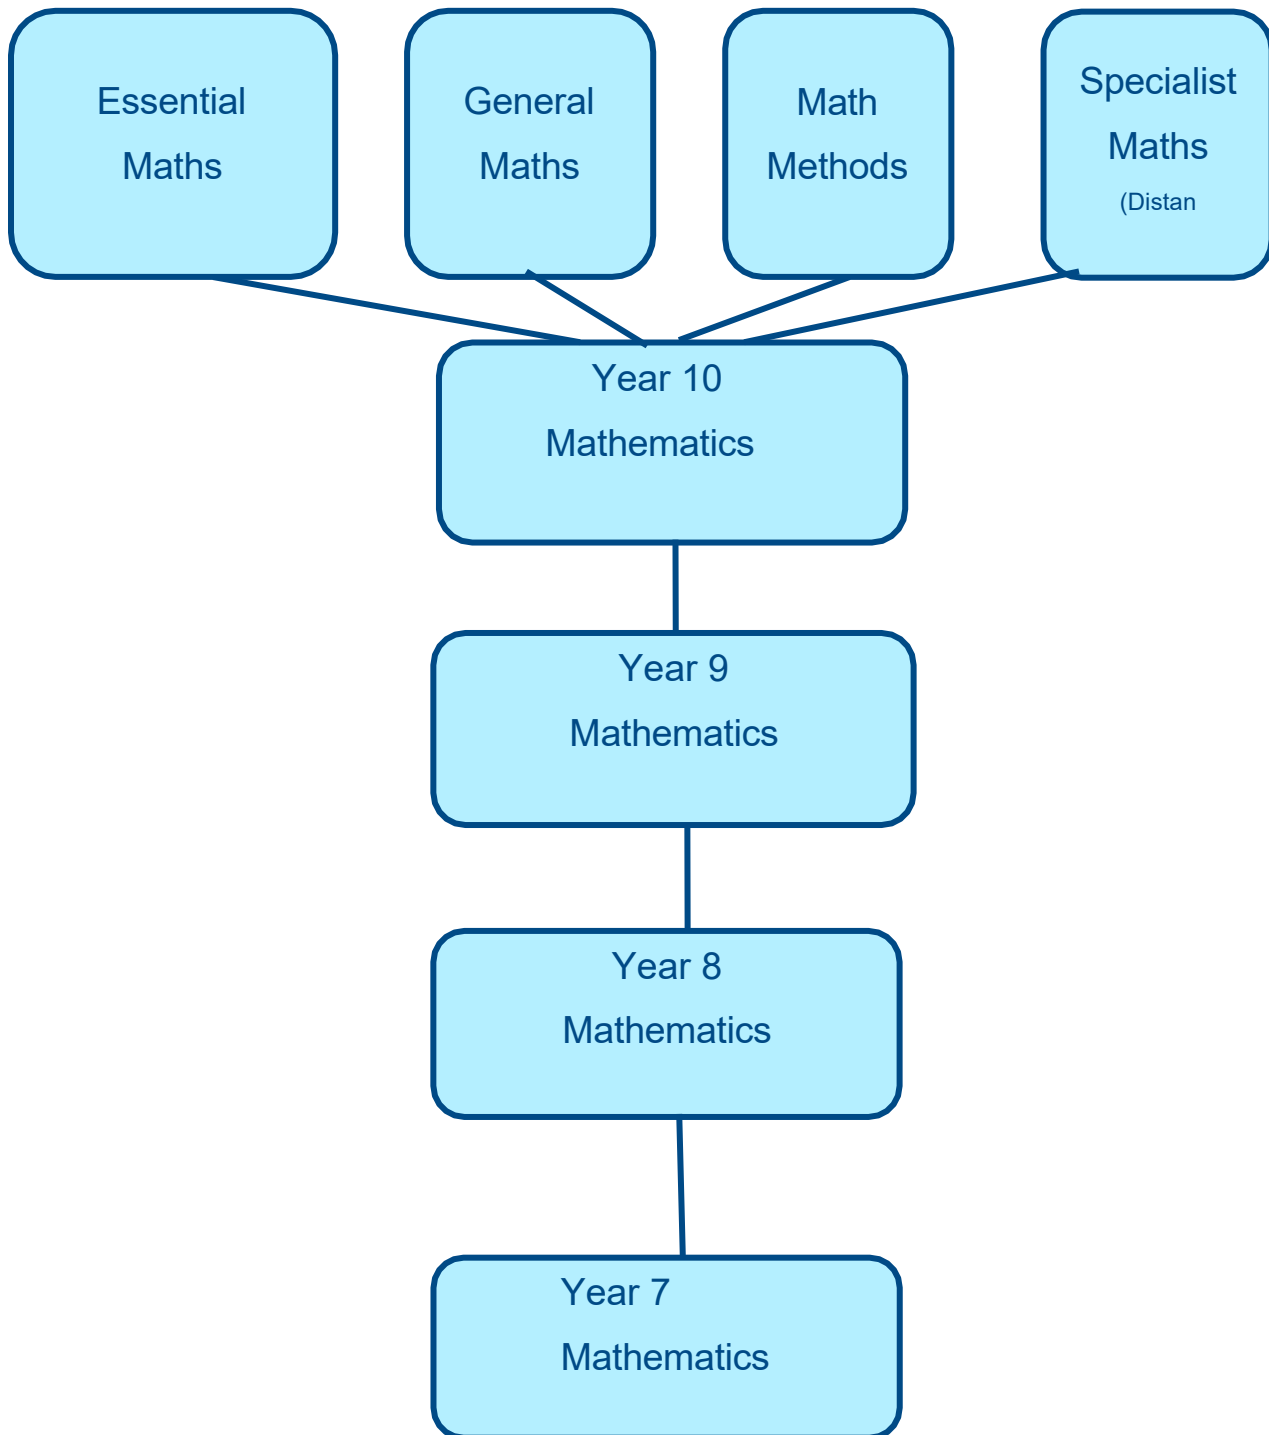 Essential
Maths
General
Maths
Math
Methods
Specialist
Maths
(Distan
Year 10
Mathematics
Year 9
Mathematics
Year 8
Mathematics
Year 7
Mathematics